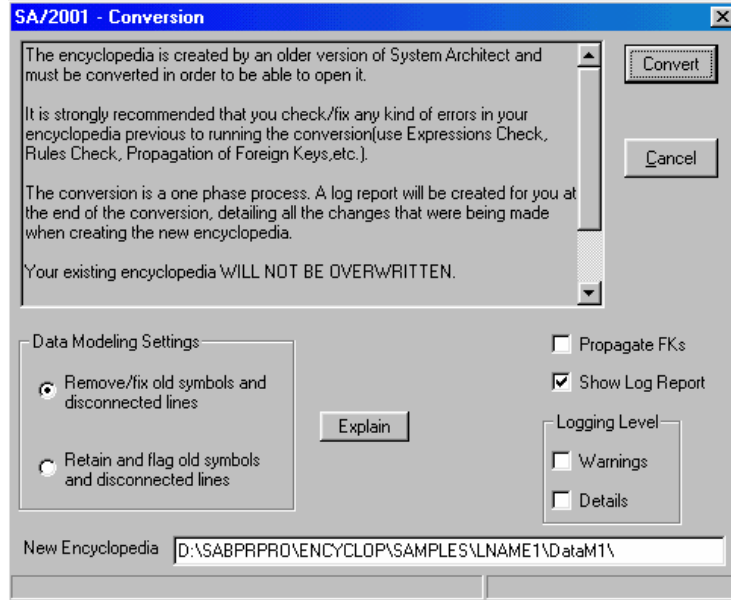 SA/2001 - Conversion
The encyclopedia is created by an older version of System Architect and
must be converted in order to be able to open it.
It is strongly recommended that you check/fix any kind of errors in your
encyclopedia previous to running the conversion(use Expressions Check,
Rules Check, Propagation of Foreign Keys,etc.).
The conversion is a one phase process. A log report will be created for you at
the end of the conversion, detailing all the changes that were being made
when creating the new encyclopedia.
Your existing encyclopedia WILL NOT BE OVERWRITTEN.
Convert
Cancel
Data Modeling Settings
Remove/fix old symbols and
disconnected lines
Retain and flag old symbols
and disconnected lines
Explain
Propagate FKs
Show Log Report
Logging Level
Warnings
Details
New Encyclopedia D:\SABPRPRO\ENCYCLOP\SAMPLES\LNAME1\DataM1\